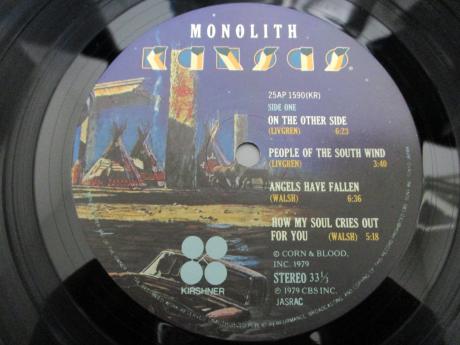 MONOLITH
KANSAS
25AP 1590(KR)
SIDE ONE
ON THE OTHER SIDE
(LIVGREN) 6:23
PEOPLE OF THE SOUTH WIND
(LIVGREN) 3:40
ANGELS HAVE FALLEN
(WALSH) 6:36
HOW MY SOUL CRIES OUT
FOR YOU (WALSH) 5:18
© CORN & BLOOD,
INC. 1979
STEREO 33⅓
℗ 1979 CBS INC.
JASRAC
KIRSHNER